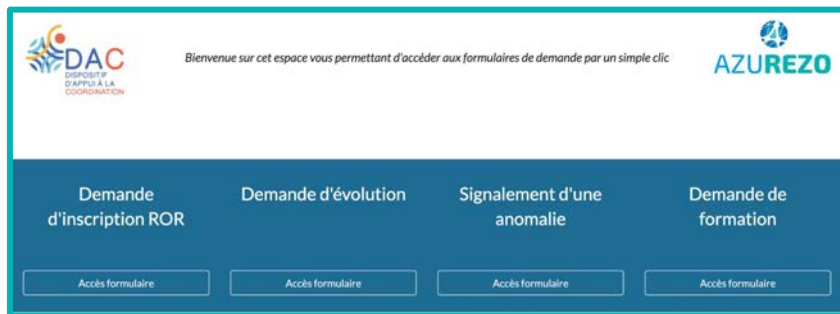 DAC
DISPOSITIF
D'APPUI À LA
COORDINATION
Bienvenue sur cet espace vous permettant d'accéder aux formulaires de demande par un simple clic
AZUREZO
Demande
d'inscription ROR
Demande d'évolution
Signalement d'une
anomalie
Demande de
formation
Accès formulaire
Accès formulaire
Accès formulaire
Accès formulaire